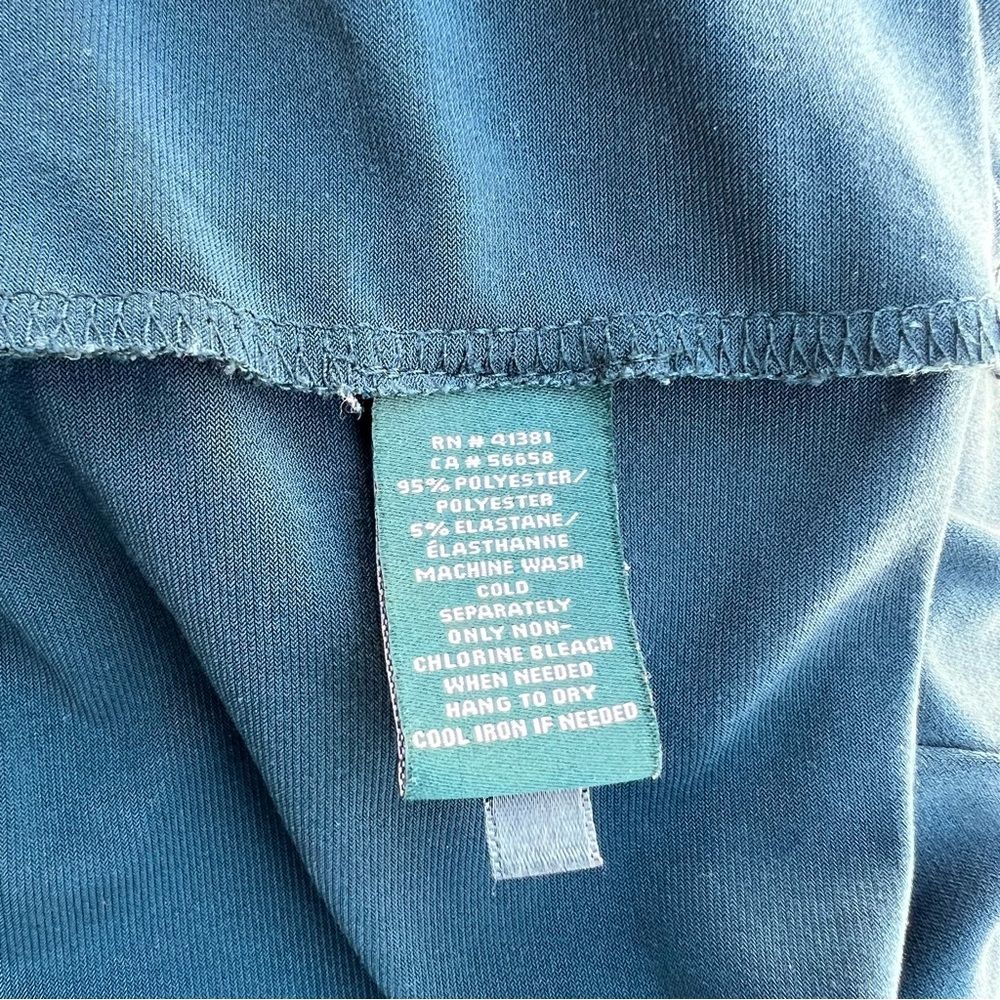 RN # 41381
CA # 56658
95% POLYESTER/
POLYESTER
5% ELASTANE/
ÉLASTHANNE
MACHINE WASH
COLD
SEPARATELY
ONLY NON-
CHLORINE BLEACH
WHEN NEEDED
HANG TO DRY
COOL IRON IF NEEDED